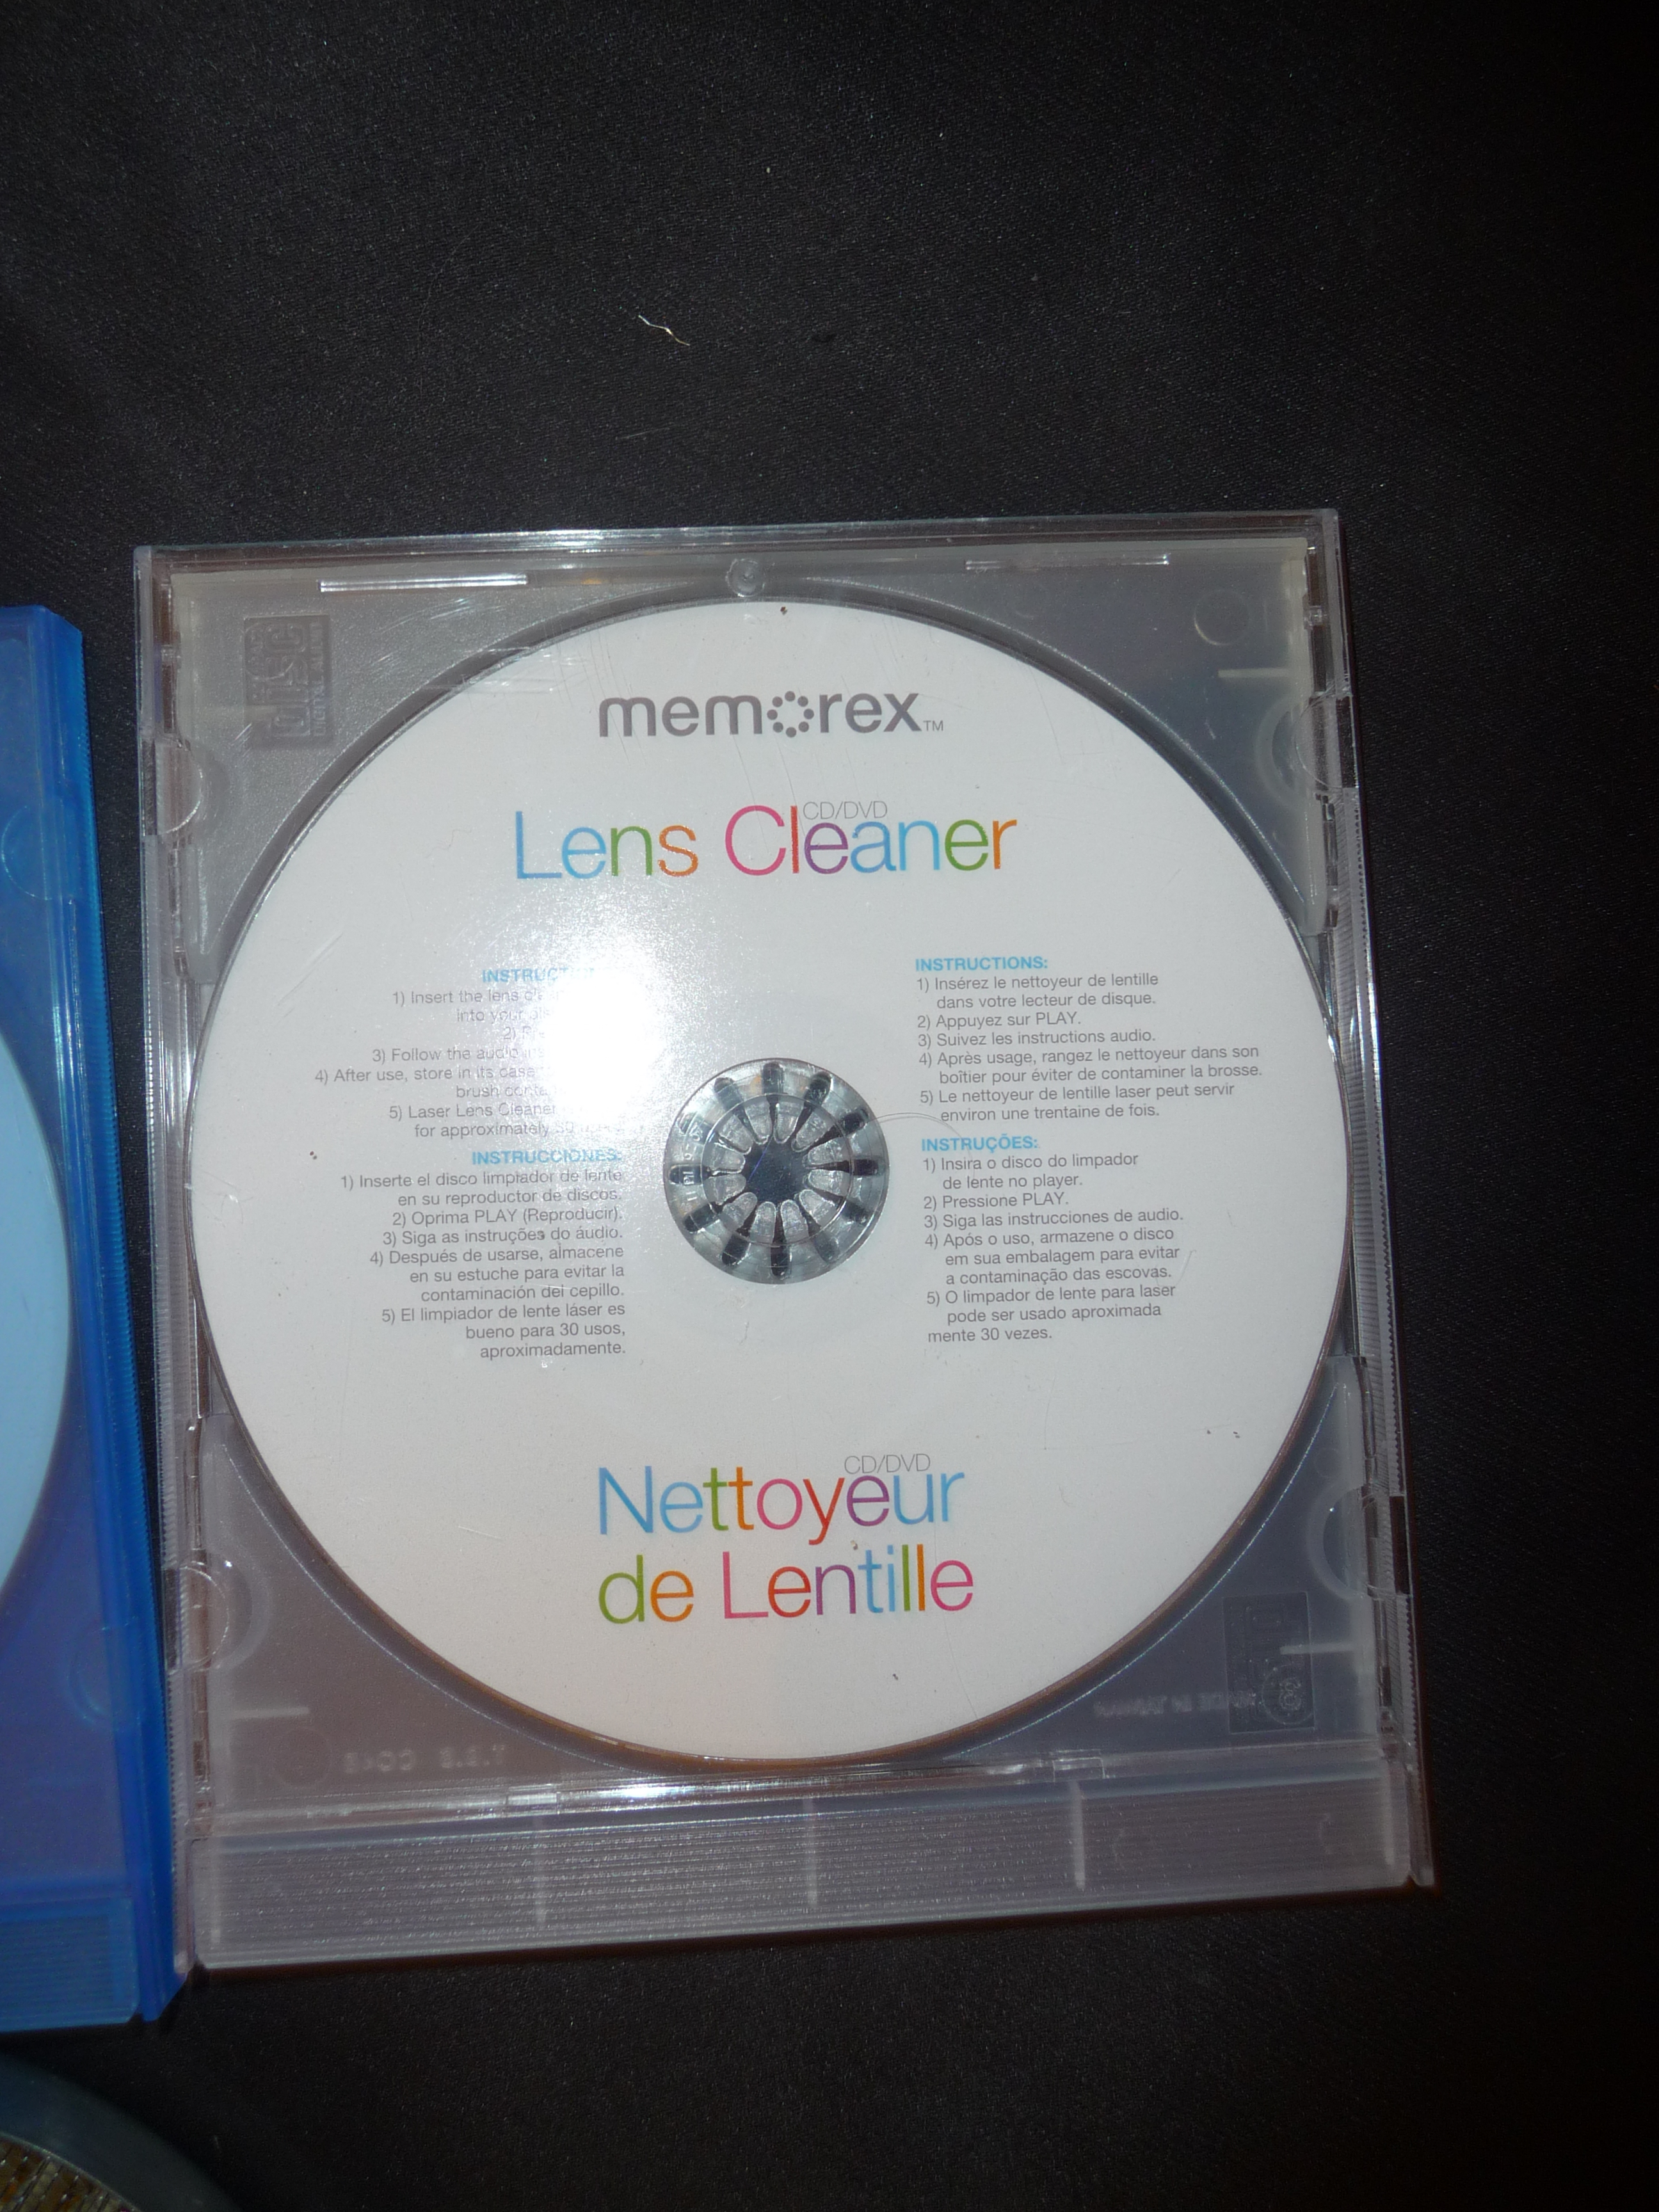 disc
memorex™
CD/DVD
Lens Cleaner
1) Insert the lens
into your
2)
3) Follow the audio
4) After use, store in its case
brush
5) Laser Lens Cleaner
for approximately 30
INSTRUCCIONES:
1) Inserte el disco limpiador de lente
en su reproductor de discos.
2) Oprima PLAY (Reproducir).
3) Siga as instruções do áudio.
4) Después de usarse, almacene
en su estuche para evitar la
contaminación del cepillo.
5) El limpiador de lente láser es
bueno para 30 usos,
aproximadamente.
INSTRUCTIONS:
1) Insérez le nettoyeur de lentille
dans votre lecteur de disque.
2) Appuyez sur PLAY.
3) Suivez les instructions audio.
4) Après usage, rangez le nettoyeur dans son
boîtier pour éviter de contaminer la brosse.
5) Le nettoyeur de lentille laser peut servir
environ une trentaine de fois.
INSTRUÇÕES:
1) Insira o disco do limpador
de lente no player.
2) Pressione PLAY.
3) Siga las instrucciones de audio.
4) Após o uso, armazene o disco
em sua embalagem para evitar
a contaminação das escovas.
5) O limpador de lente para laser
pode ser usado aproximada
mente 30 vezes.
CD/DVD
Nettoyeur
de Lentille